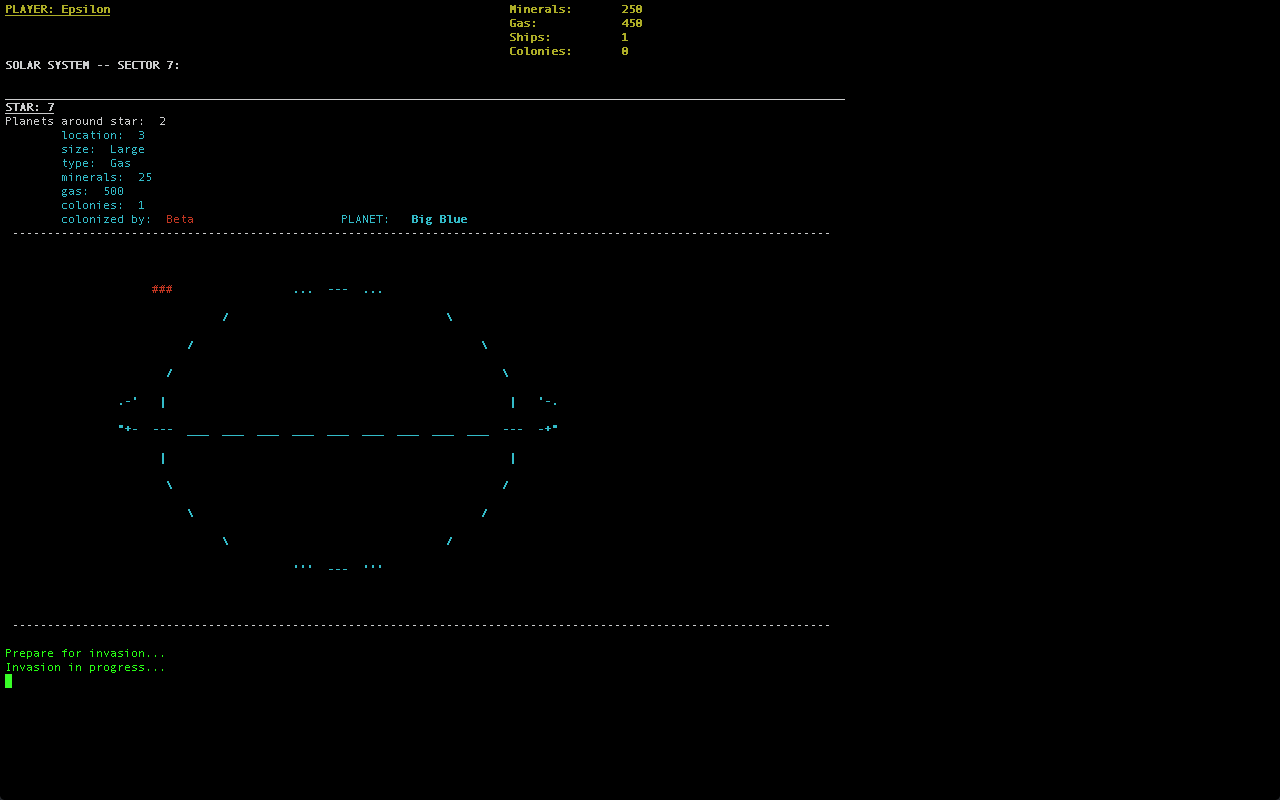 PLAYER: Epsilon Minerals: 250
Gas: 450
Ships: 1
Colonies: 0
SOLAR SYSTEM -- SECTOR 7:
STAR: 7
Planets around star: 2
location: 3
size: Large
type: Gas
minerals: 25
gas: 500
colonies: 1
colonized by: Beta PLANET: Big Blue
###
Prepare for invasion...
Invasion in progress...